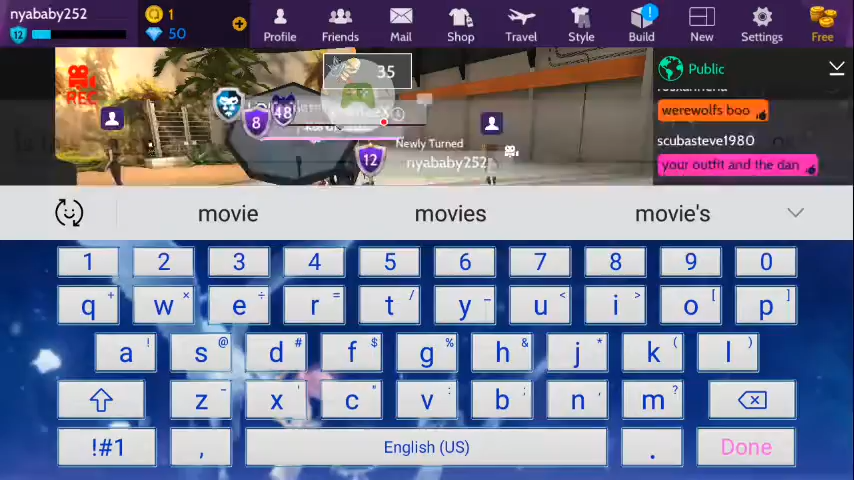 nyababy252
12
1
50
Profile
Friends
Mail
Shop
Travel
Style
Build
!
New
Settings
Free
REC
35
8
48
12
Newly Turned
nyababy252
Public
werewolfs boo
scubasteve1980
your outfit and the dan
movie
movies
movie's
1 2 3 4 5 6 7 8 9 0
q + w × e ÷ r = t / y _ u < i > o [ p ]
a ! s @ d # f $ g % h & j * k ( l )
z - x ' c " v : b ; n , m ?
!#1 , English (US) . Done